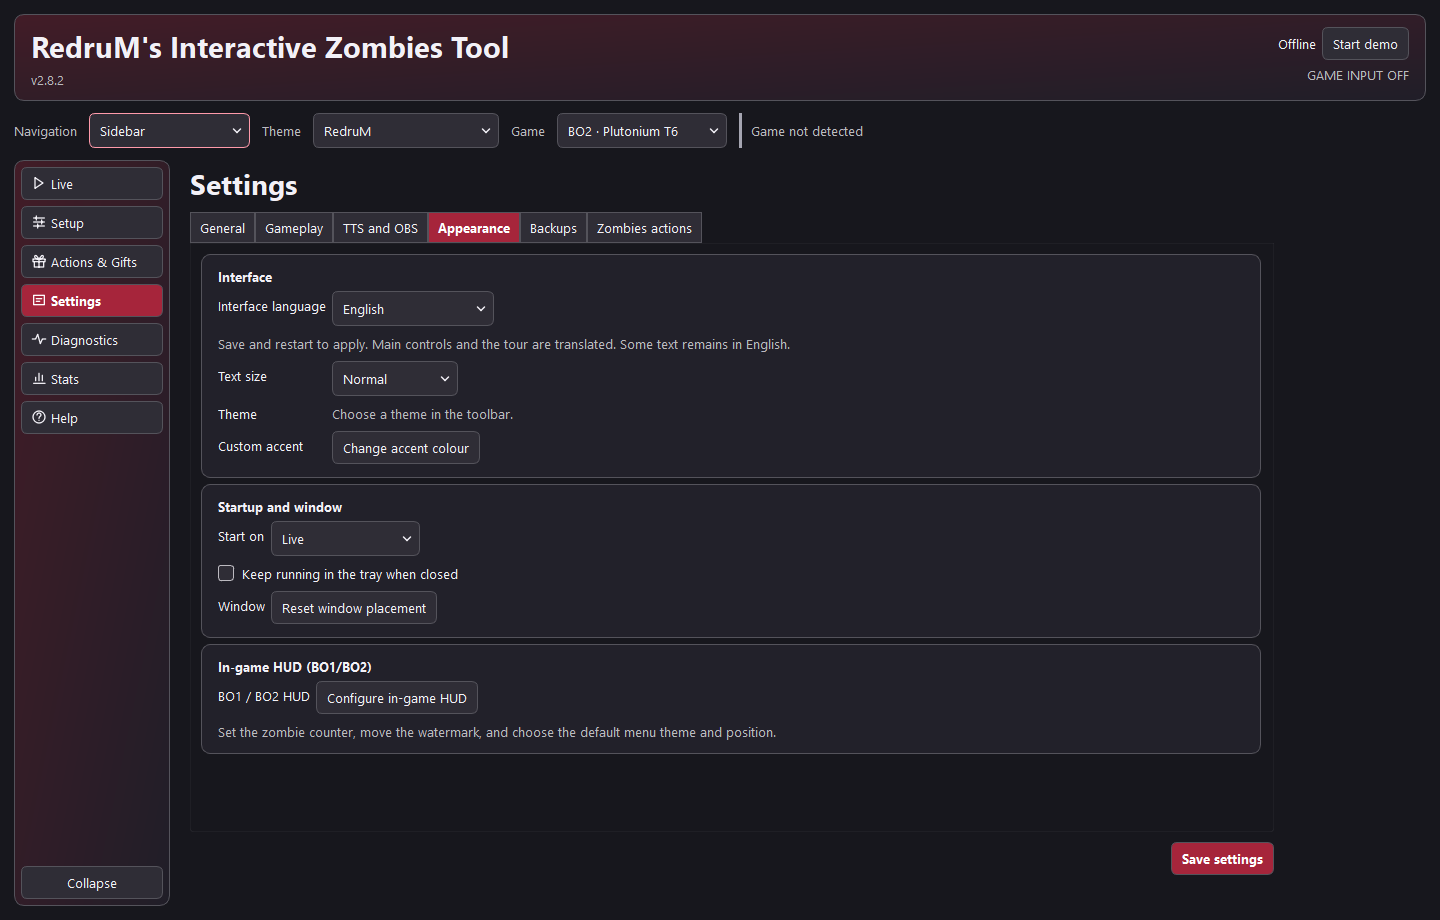 RedruM's Interactive Zombies Tool
v2.8.2
Offline
Start demo
GAME INPUT OFF
Navigation
Sidebar
Theme
RedruM
Game
BO2 · Plutonium T6
Game not detected
Live
Setup
Actions & Gifts
Settings
Diagnostics
Stats
Help
Collapse
Settings
General
Gameplay
TTS and OBS
Appearance
Backups
Zombies actions
Interface
Interface language
English
Save and restart to apply. Main controls and the tour are translated. Some text remains in English.
Text size
Normal
Theme
Choose a theme in the toolbar.
Custom accent
Change accent colour
Startup and window
Start on
Live
Keep running in the tray when closed
Window
Reset window placement
In-game HUD (BO1/BO2)
BO1 / BO2 HUD
Configure in-game HUD
Set the zombie counter, move the watermark, and choose the default menu theme and position.
Save settings